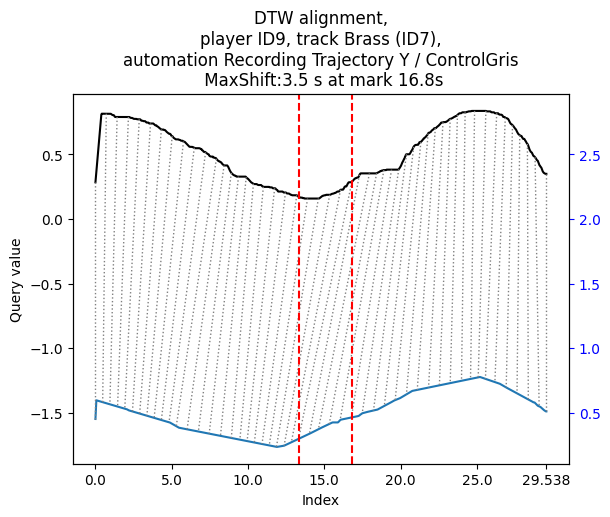 DTW alignment,
player ID9, track Brass (ID7),
automation Recording Trajectory Y / ControlGris
MaxShift:3.5 s at mark 16.8s
Query value
0.5
0.0
−0.5
−1.0
−1.5
2.5
2.0
1.5
1.0
0.5
0.0 5.0 10.0 15.0 20.0 25.0 29.538
Index